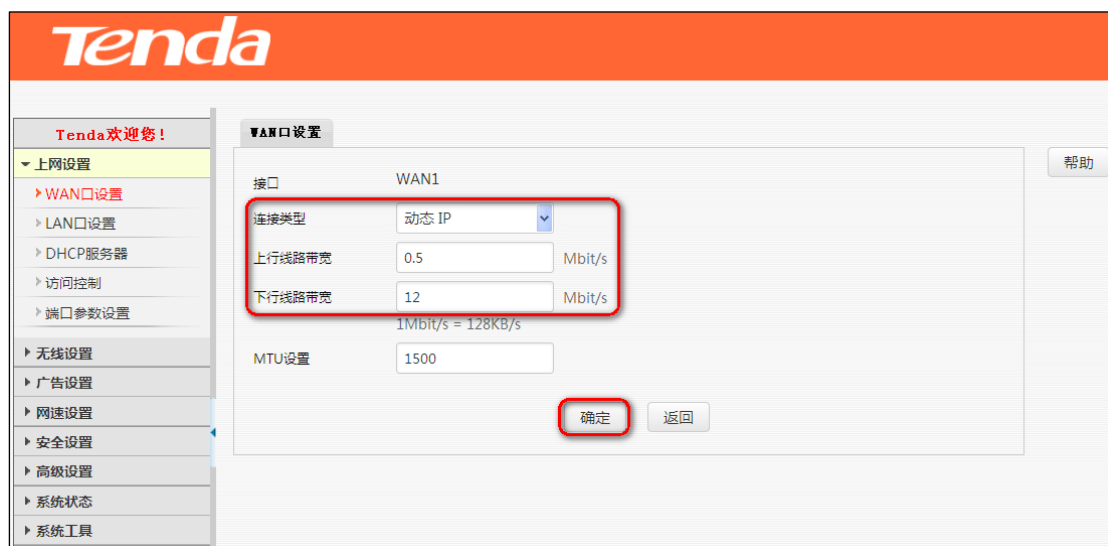 Tenda
Tenda欢迎您!
上网设置
WAN口设置
LAN口设置
DHCP服务器
访问控制
端口参数设置
无线设置
广告设置
网速设置
安全设置
高级设置
系统状态
系统工具
WAN口设置
接口 WAN1
连接类型 动态 IP
上行线路带宽 0.5 Mbit/s
下行线路带宽 12 Mbit/s
1Mbit/s = 128KB/s
MTU设置 1500
确定 返回
帮助